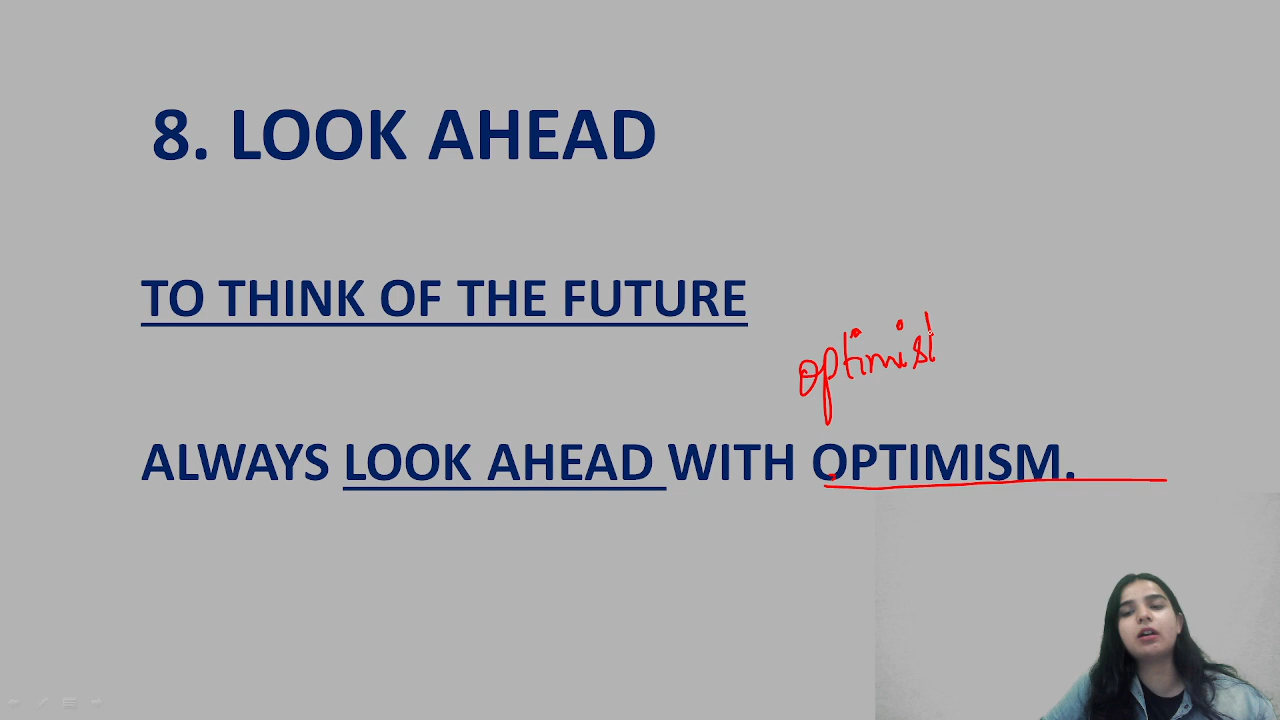 8. LOOK AHEAD
TO THINK OF THE FUTURE
optimist
ALWAYS LOOK AHEAD WITH OPTIMISM.